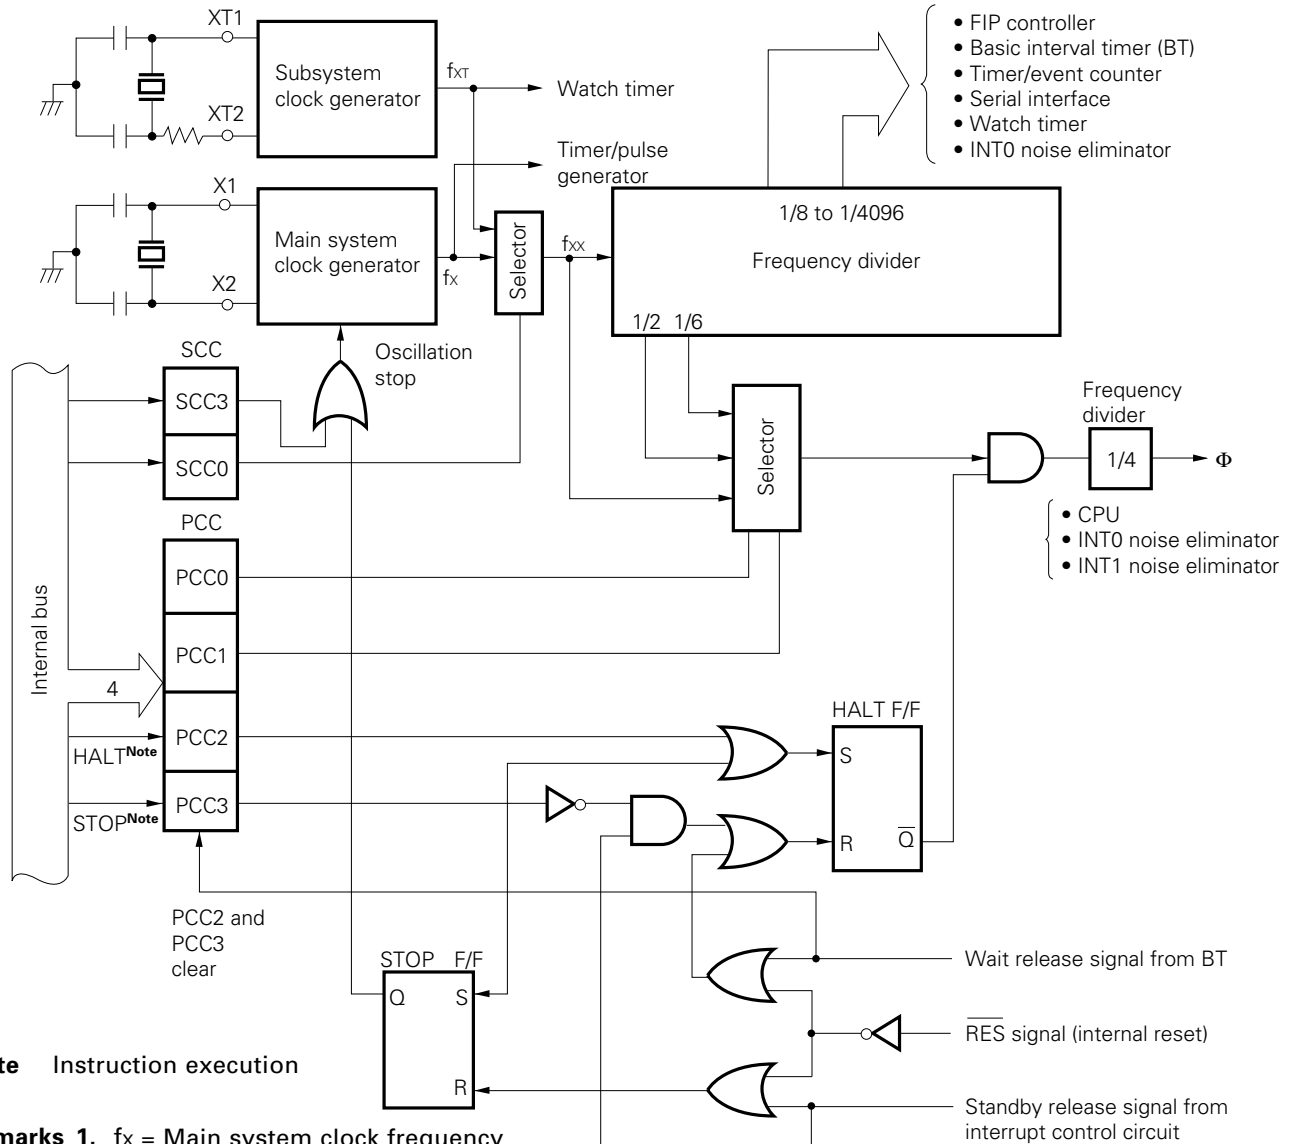 XT1
XT2
Subsystem
clock generator
fXT
Watch timer
Timer/pulse
generator
• FIP controller
• Basic interval timer (BT)
• Timer/event counter
• Serial interface
• Watch timer
• INT0 noise eliminator
X1
X2
Main system
clock generator
fX
Selector
fXX
1/8 to 1/4096
Frequency divider
1/2 1/6
Oscillation
stop
SCC
SCC3
SCC0
PCC
PCC0
PCC1
PCC2
PCC3
Internal bus
4
HALTNote
STOPNote
PCC2 and
PCC3
clear
Selector
Frequency
divider
1/4
Φ
• CPU
• INT0 noise eliminator
• INT1 noise eliminator
HALT F/F
S
R
Q̅
STOP F/F
Q
S
R
Wait release signal from BT
R̅E̅S̅ signal (internal reset)
Standby release signal from
interrupt control circuit
te Instruction execution
marks 1. fX = Main system clock frequency